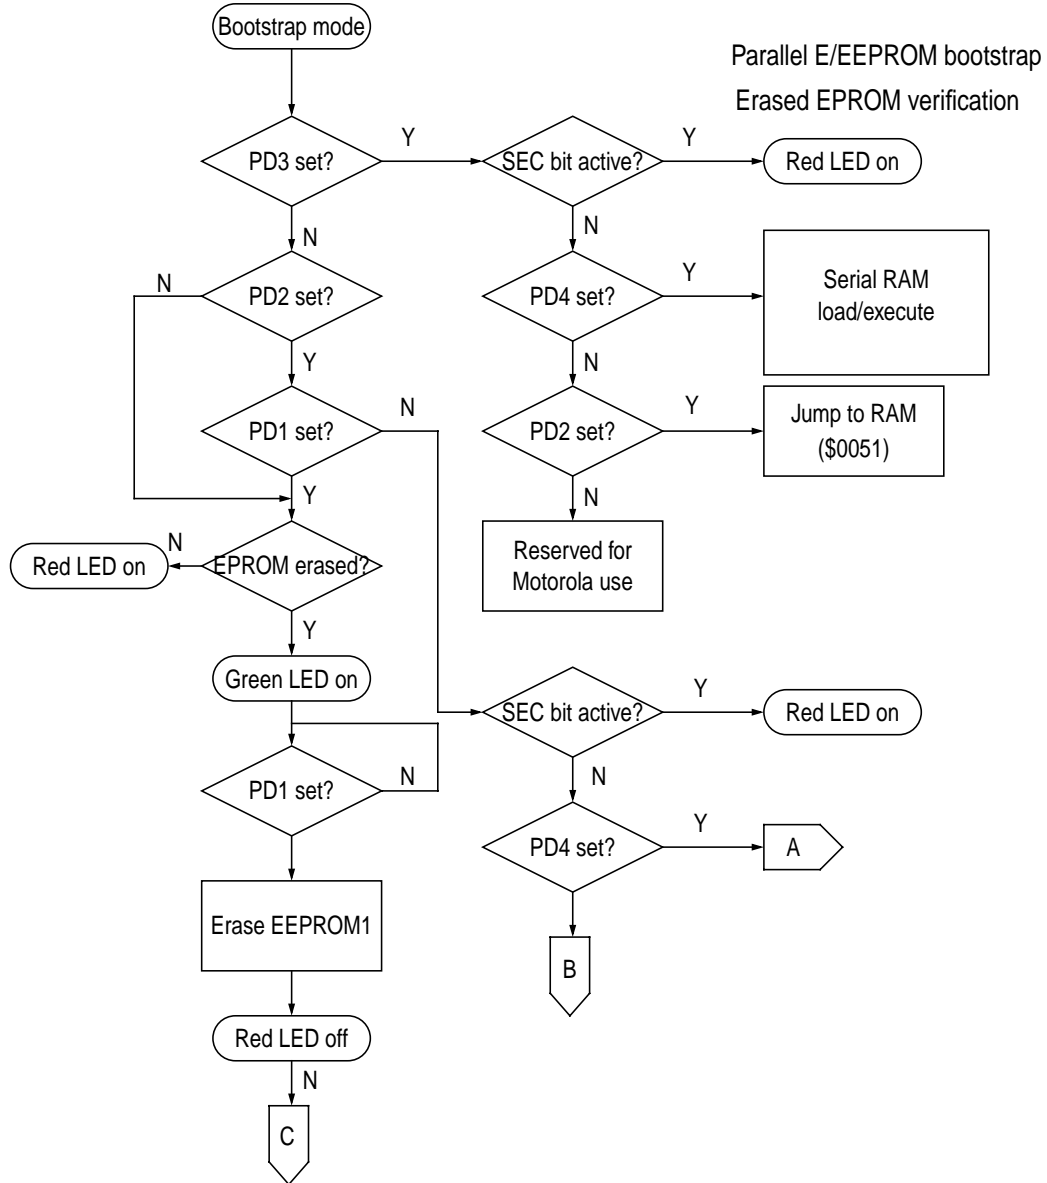 Bootstrap mode
Parallel E/EEPROM bootstrap
Erased EPROM verification
PD3 set?
Y
SEC bit active?
Y
Red LED on
N
N
N
PD2 set?
PD4 set?
Y
Serial RAM
load/execute
Y
N
PD1 set?
N
PD2 set?
Y
Jump to RAM
($0051)
Y
N
Red LED on
N
EPROM erased?
Reserved for
Motorola use
Y
Green LED on
SEC bit active?
Y
Red LED on
PD1 set?
N
N
PD4 set?
Y
A
Erase EEPROM1
B
Red LED off
N
C